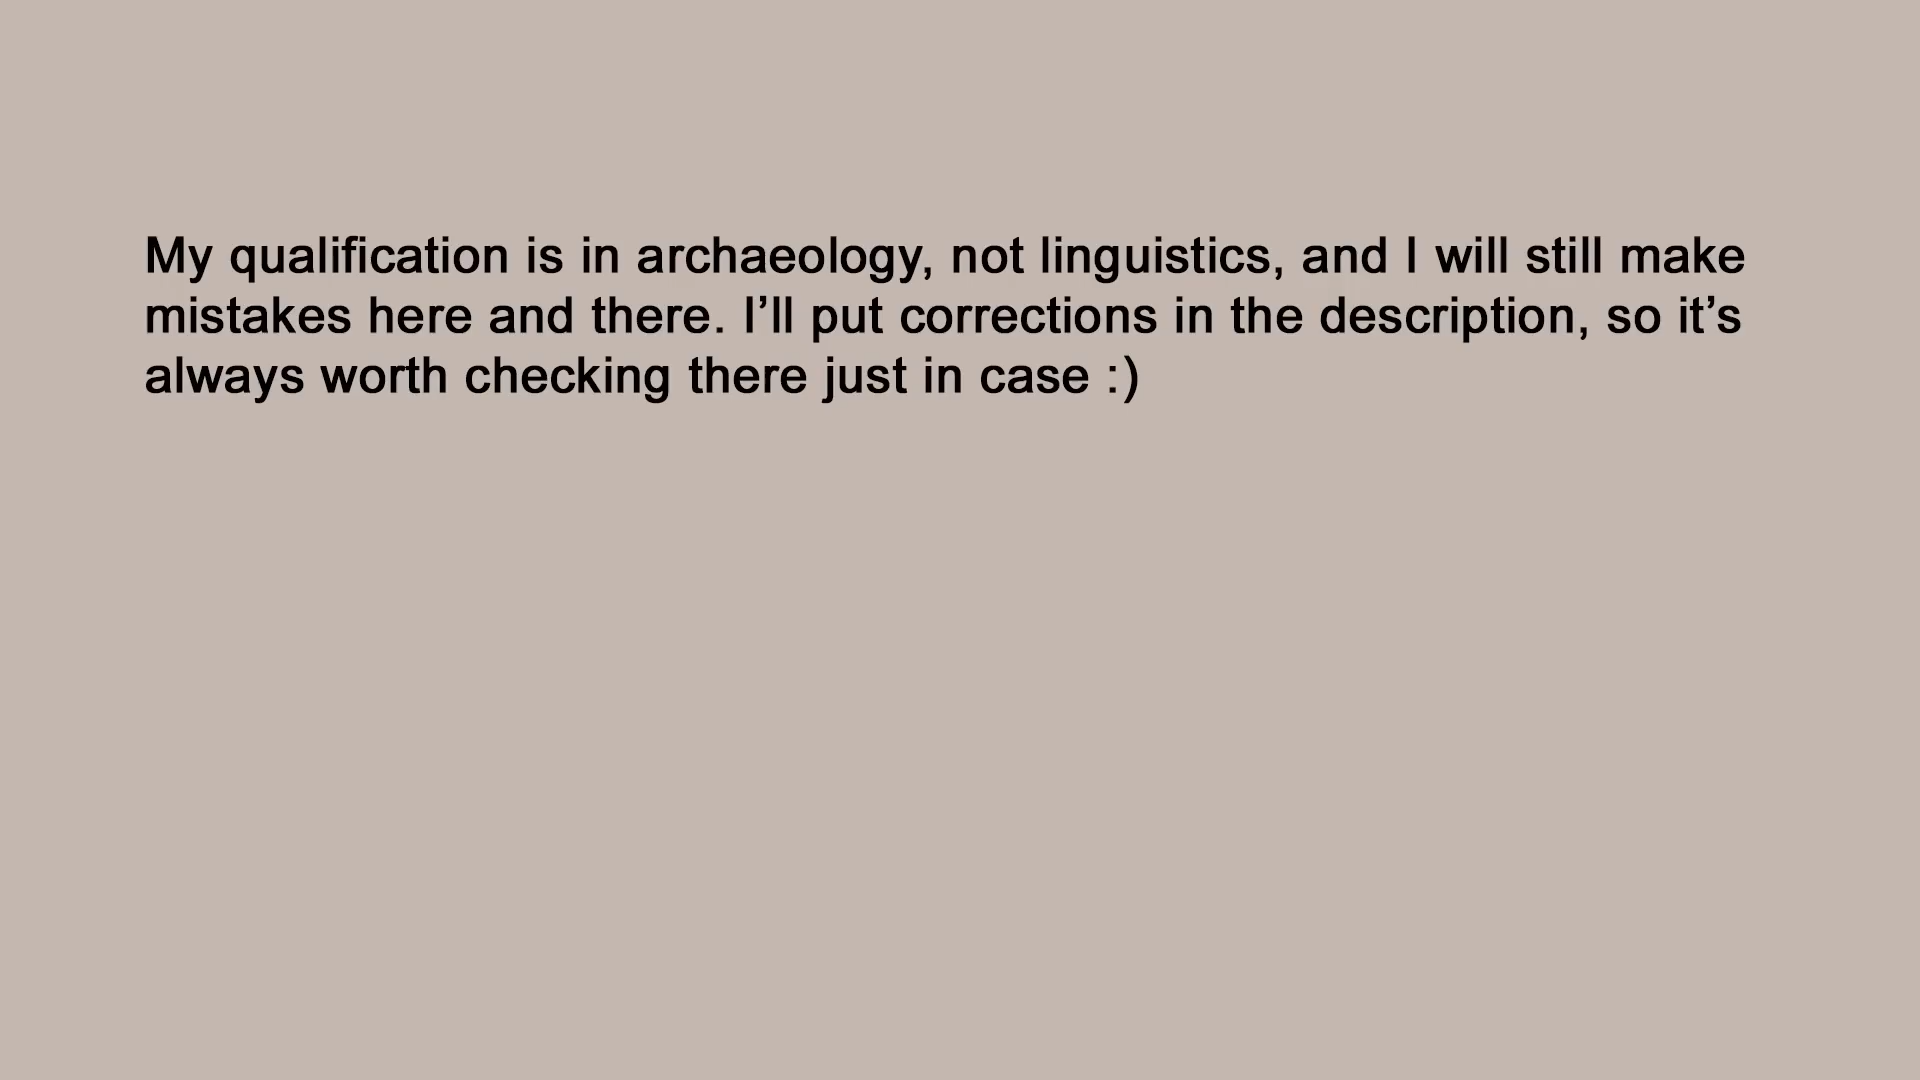 My qualification is in archaeology, not linguistics, and I will still make
mistakes here and there. I’ll put corrections in the description, so it’s
always worth checking there just in case :)